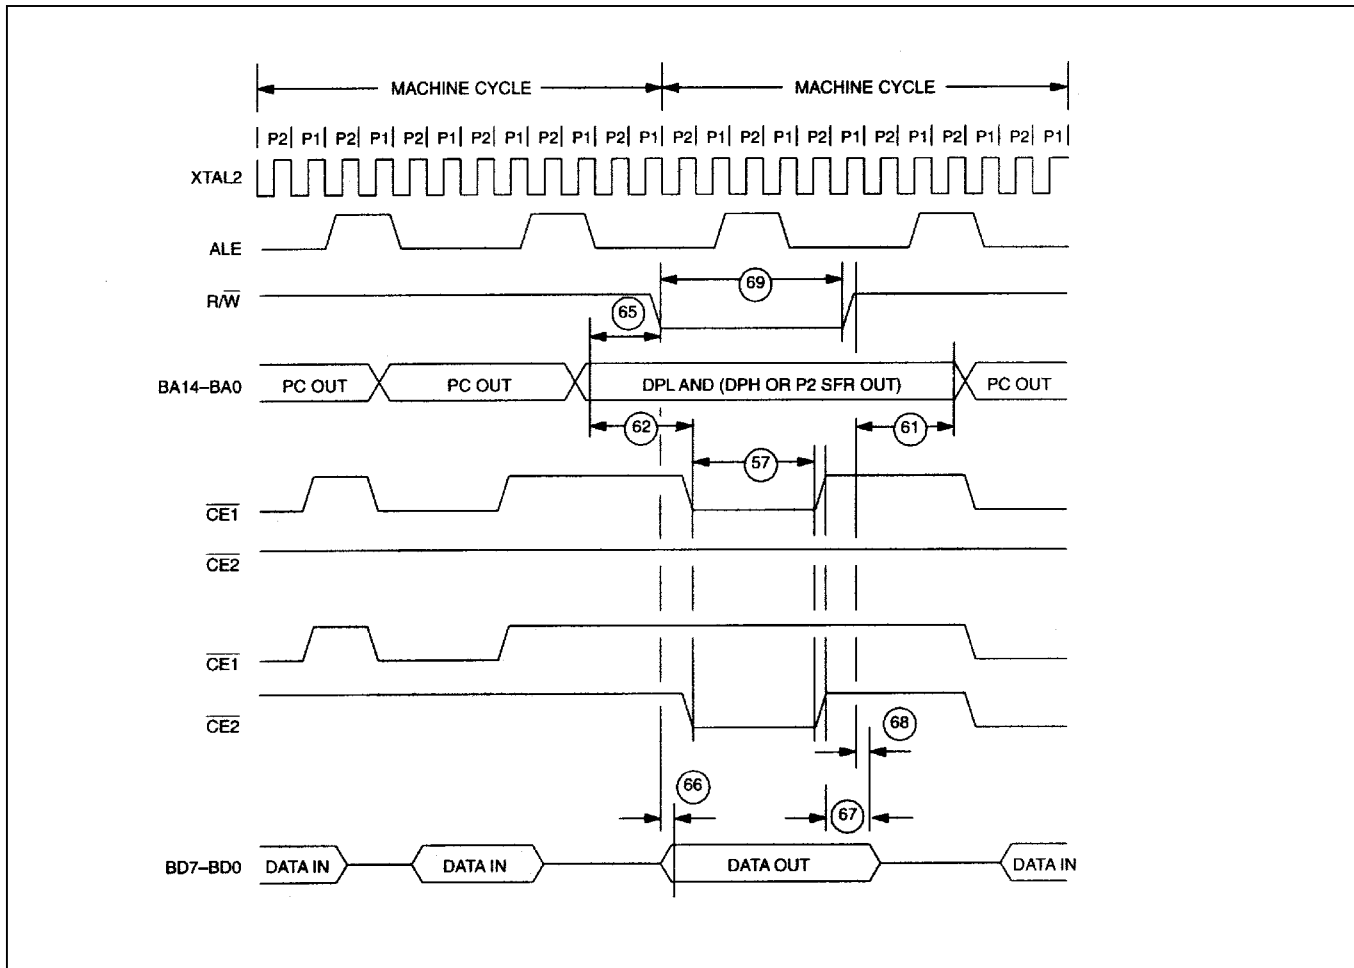 MACHINE CYCLE MACHINE CYCLE
P2 P1 P2 P1 P2 P1 P2 P1 P2 P1 P2 P1 P2 P1 P2 P1 P2 P1 P2 P1 P2
XTAL2
ALE
R/W
69
65
BA14–BA0 PC OUT PC OUT DPL AND (DPH OR P2 SFR OUT) PC OUT
62 61
57
CE1
CE2
CE1
CE2
68
66
67
BD7–BD0 DATA IN DATA IN DATA OUT DATA IN